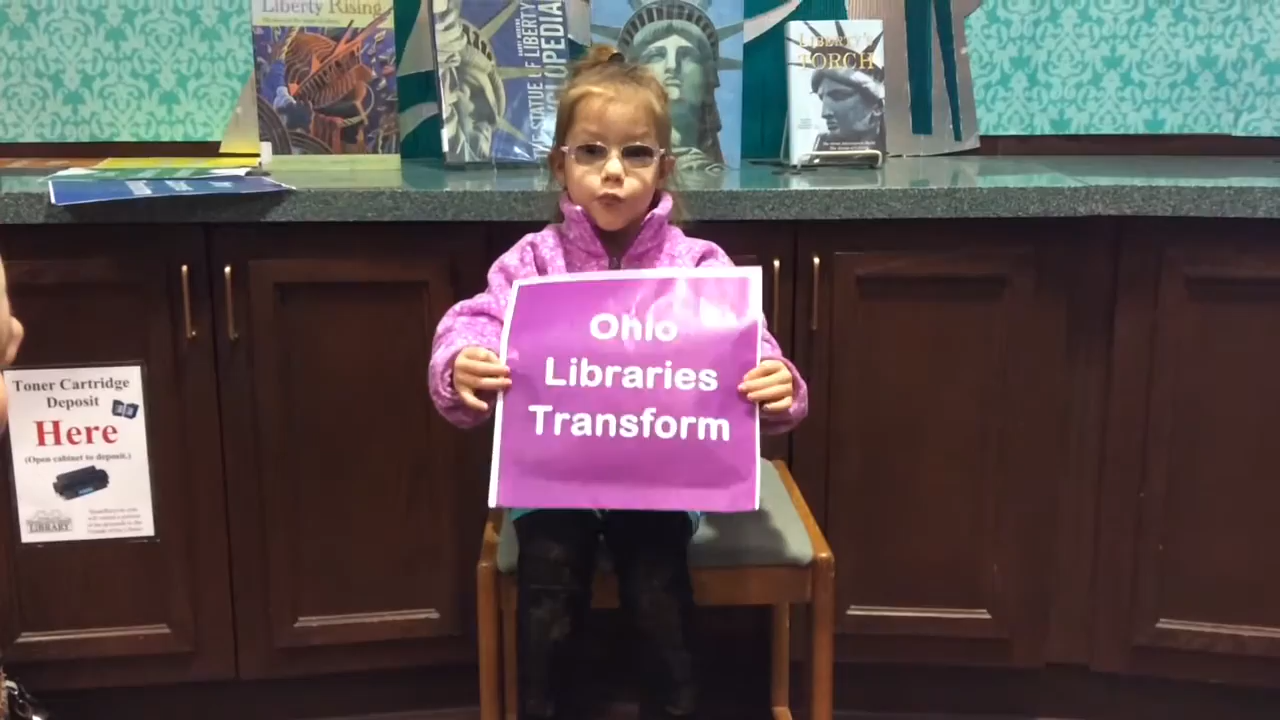 Liberty Rising
THE STATUE OF LIBERTY
ENCYCLOPEDIA
LIBERTY'S
TORCH
Ohio
Libraries
Transform
Toner Cartridge
Deposit
Here
(Open cabinet to deposit.)
LIBRARY